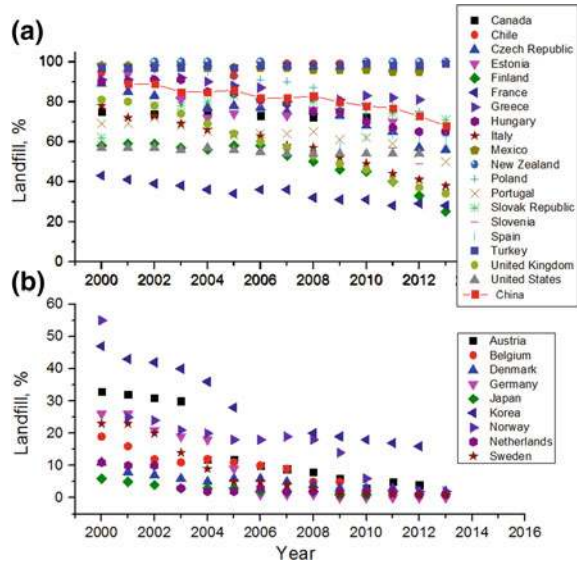 (a)
Landfill, %
100
80
60
40
20
0
2000 2002 2004 2006 2008 2010 2012 2014
Canada
Chile
Czech Republic
Estonia
Finland
France
Greece
Hungary
Italy
Mexico
New Zealand
Poland
Portugal
Slovak Republic
Slovenia
Spain
Turkey
United Kingdom
United States
China
(b)
Landfill, %
60
50
40
30
20
10
0
2000 2002 2004 2006 2008 2010 2012 2014 2016
Year
Austria
Belgium
Denmark
Germany
Japan
Korea
Norway
Netherlands
Sweden